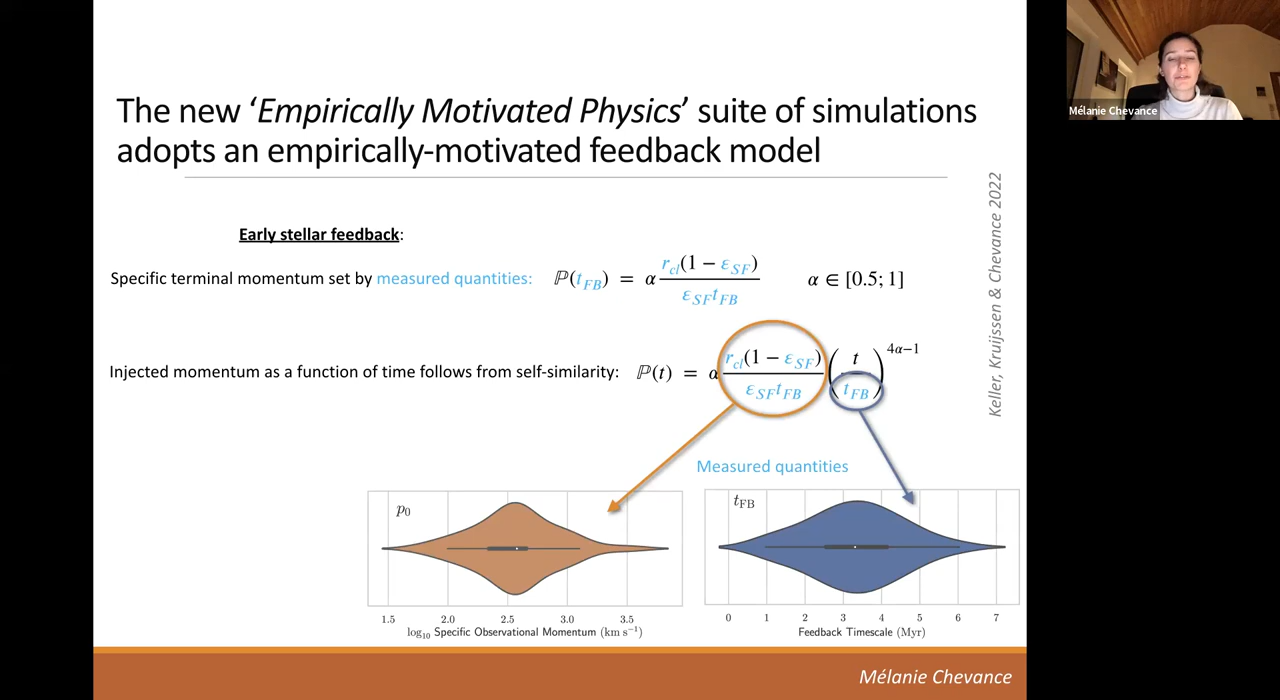 The new ‘Empirically Motivated Physics’ suite of simulations
adopts an empirically-motivated feedback model
Early stellar feedback:
Specific terminal momentum set by measured quantities: ℙ(t_FB) = α r_cl(1 − ε_SF) / ε_SF t_FB α ∈ [0.5; 1]
Injected momentum as a function of time follows from self-similarity: ℙ(t) = α r_cl(1 − ε_SF) / ε_SF t_FB (t / t_FB)^4α−1
Measured quantities
p₀
1.5 2.0 2.5 3.0 3.5
log₁₀ Specific Observational Momentum (km s⁻¹)
t_FB
0 1 2 3 4 5 6 7
Feedback Timescale (Myr)
Keller, Kruijssen & Chevance 2022
Mélanie Chevance
Mélanie Chevance